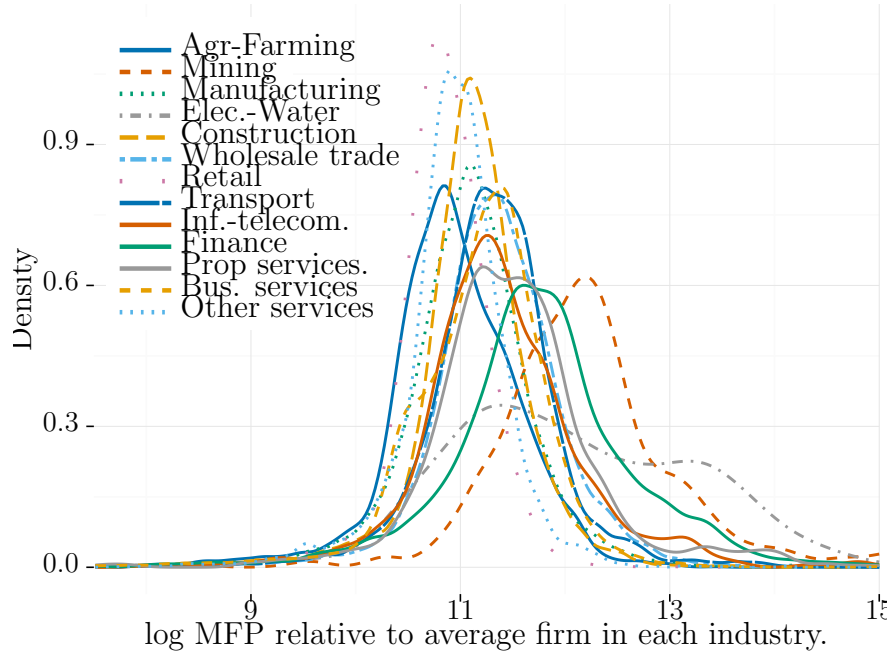 Agr-Farming
Mining
Manufacturing
Elec.-Water
Construction
Wholesale trade
Retail
Transport
Inf.-telecom.
Finance
Prop services.
Bus. services
Other services
Density
0.9
0.6
0.3
0.0
9
11
13
15
log MFP relative to average firm in each industry.